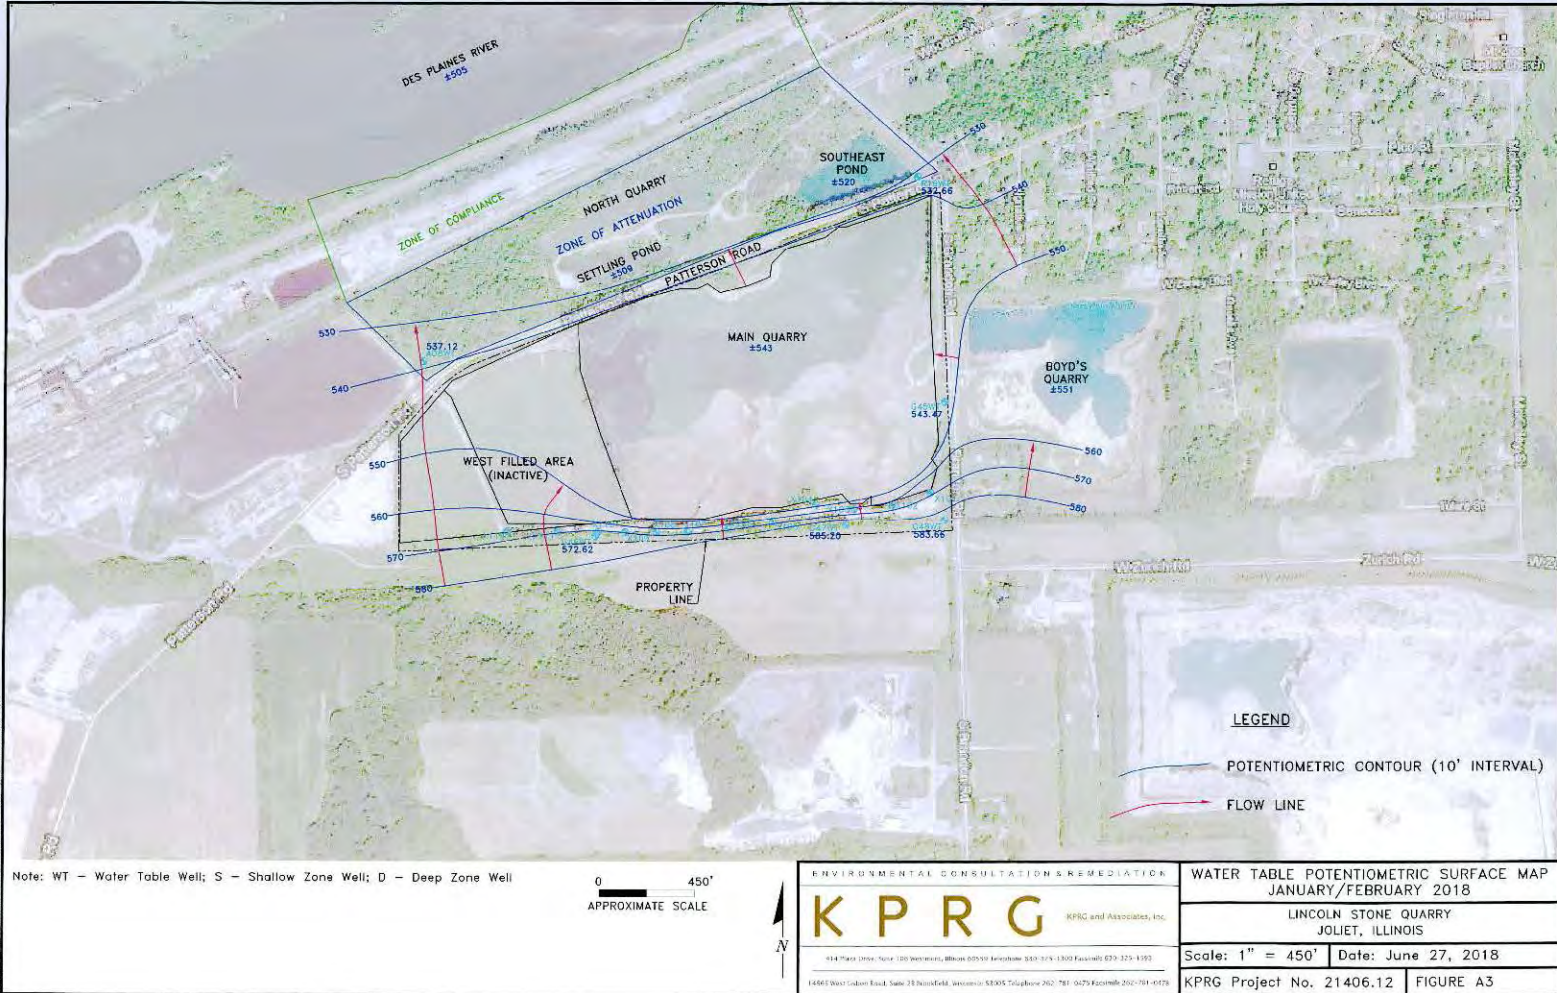 DES PLAINES RIVER
±505
SOUTHEAST
POND
±520
532.66
530
540
550
NORTH QUARRY
ZONE OF COMPLIANCE
ZONE OF ATTENUATION
SETTLING POND
±509
PATTERSON ROAD
530
537.12
540
MAIN QUARRY
±543
BOYD'S
QUARRY
±551
G45WT
543.47
550
WEST FILLED AREA
(INACTIVE)
560
570
580
560
570
580
572.62
585.20
583.66
PROPERTY
LINE
Patterson Rd
W Zurich Rd
Zurich Rd
LEGEND
POTENTIOMETRIC CONTOUR (10' INTERVAL)
FLOW LINE
Note: WT – Water Table Well; S – Shallow Zone Well; D – Deep Zone Well
0 450'
APPROXIMATE SCALE
N
ENVIRONMENTAL CONSULTATION & REMEDIATION
KPRG
KPRG and Associates, Inc.
WATER TABLE POTENTIOMETRIC SURFACE MAP
JANUARY/FEBRUARY 2018
LINCOLN STONE QUARRY
JOLIET, ILLINOIS
Scale: 1" = 450' Date: June 27, 2018
KPRG Project No. 21406.12 FIGURE A3